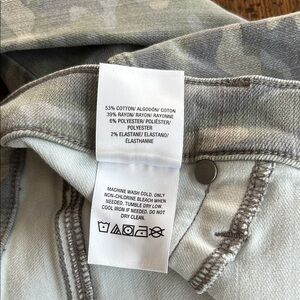 53% COTTON/ ALGODÓN/ COTON
39% RAYON/ RAYÓN/ RAYONNE
6% POLYESTER/ POLIÉSTER/
POLYESTER
2% ELASTANE/ ELASTANO/
ÉLASTHANNE
MACHINE WASH COLD. ONLY
NON-CHLORINE BLEACH WHEN
NEEDED. TUMBLE DRY LOW.
COOL IRON IF NEEDED. DO NOT
DRY CLEAN.